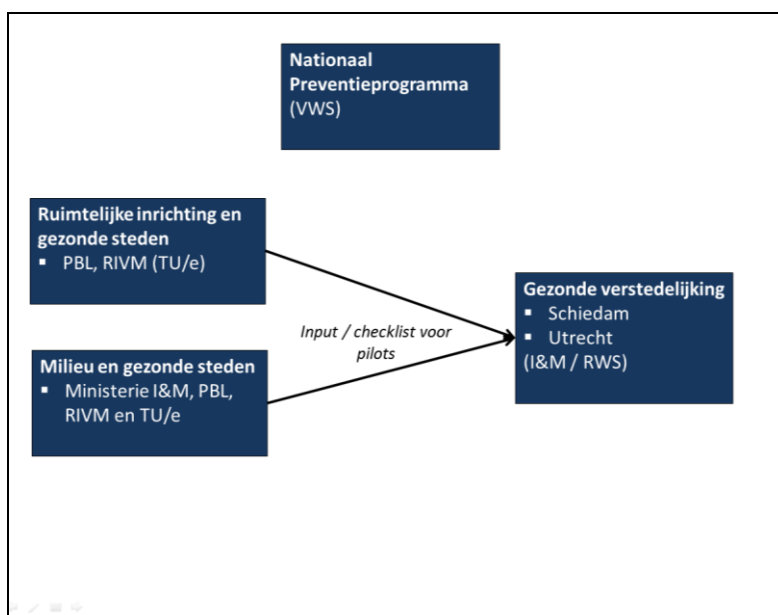 Nationaal
Preventieprogramma
(VWS)
Ruimtelijke inrichting en
gezonde steden
▪ PBL, RIVM (TU/e)
Input / checklist voor
pilots
Milieu en gezonde steden
▪ Ministerie I&M, PBL,
RIVM en TU/e
Gezonde verstedelijking
▪ Schiedam
▪ Utrecht
(I&M / RWS)